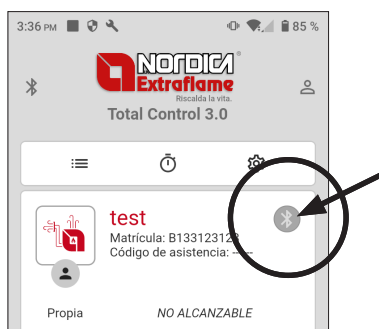 3:36 PM 85 %
NORDICA®
Extraflame
Riscalda la vita.
Total Control 3.0
test
Matrícula: B133123123
Código de asistencia: -----
Propia NO ALCANZABLE